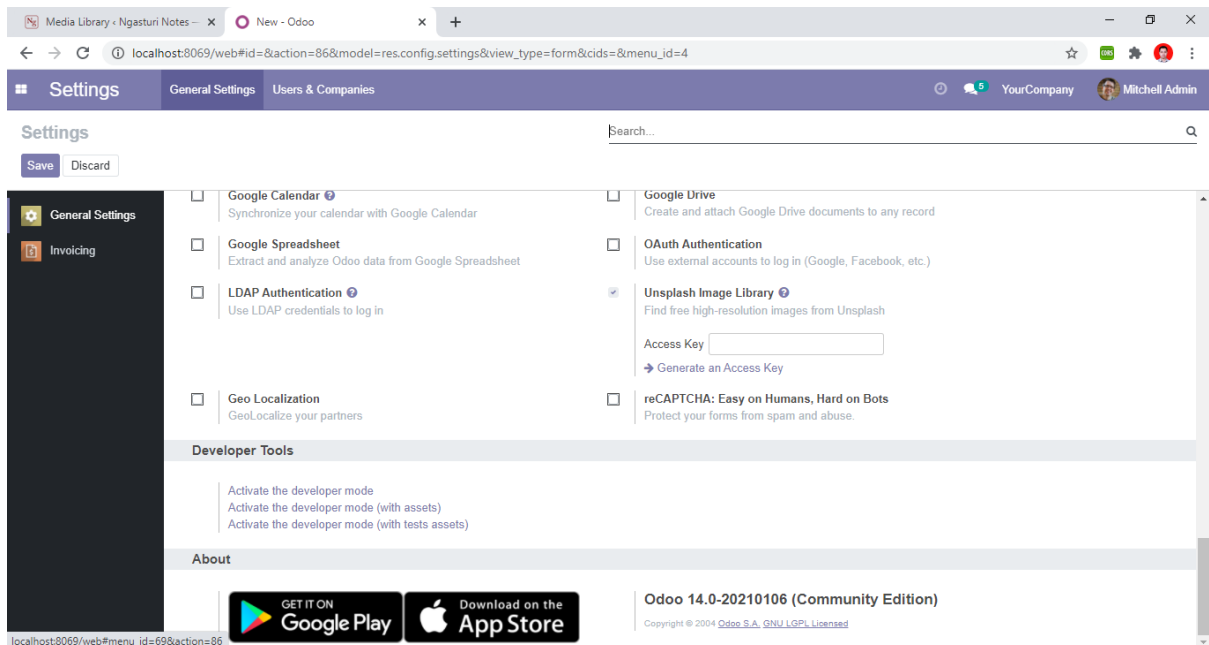 Media Library ‹ Ngasturi Notes —
New - Odoo
localhost:8069/web#id=&action=86&model=res.config.settings&view_type=form&cids=&menu_id=4
CORS
Settings
General Settings
Users & Companies
5
YourCompany
Mitchell Admin
Settings
Search...
Save
Discard
General Settings
Invoicing
Google Calendar
Synchronize your calendar with Google Calendar
Google Drive
Create and attach Google Drive documents to any record
Google Spreadsheet
Extract and analyze Odoo data from Google Spreadsheet
OAuth Authentication
Use external accounts to log in (Google, Facebook, etc.)
LDAP Authentication
Use LDAP credentials to log in
Unsplash Image Library
Find free high-resolution images from Unsplash
Access Key
Generate an Access Key
Geo Localization
GeoLocalize your partners
reCAPTCHA: Easy on Humans, Hard on Bots
Protect your forms from spam and abuse.
Developer Tools
Activate the developer mode
Activate the developer mode (with assets)
Activate the developer mode (with tests assets)
About
GET IT ON
Google Play
Download on the
App Store
Odoo 14.0-20210106 (Community Edition)
Copyright © 2004 Odoo S.A. GNU LGPL Licensed
localhost:8069/web#menu_id=69&action=86